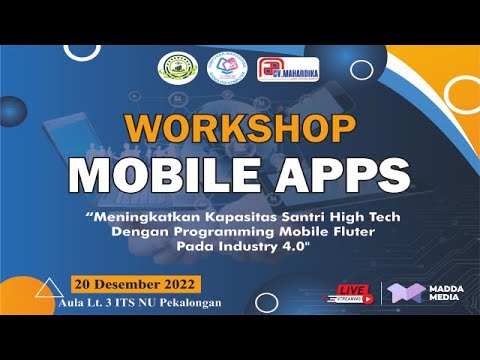 CV.MAHARDIKA
WORKSHOP
MOBILE APPS
“Meningkatkan Kapasitas Santri High Tech
Dengan Programming Mobile Fluter
Pada Industry 4.0"
20 Desember 2022
Aula Lt. 3 ITS NU Pekalongan
LIVE
STREAMING
MADDA
MEDIA